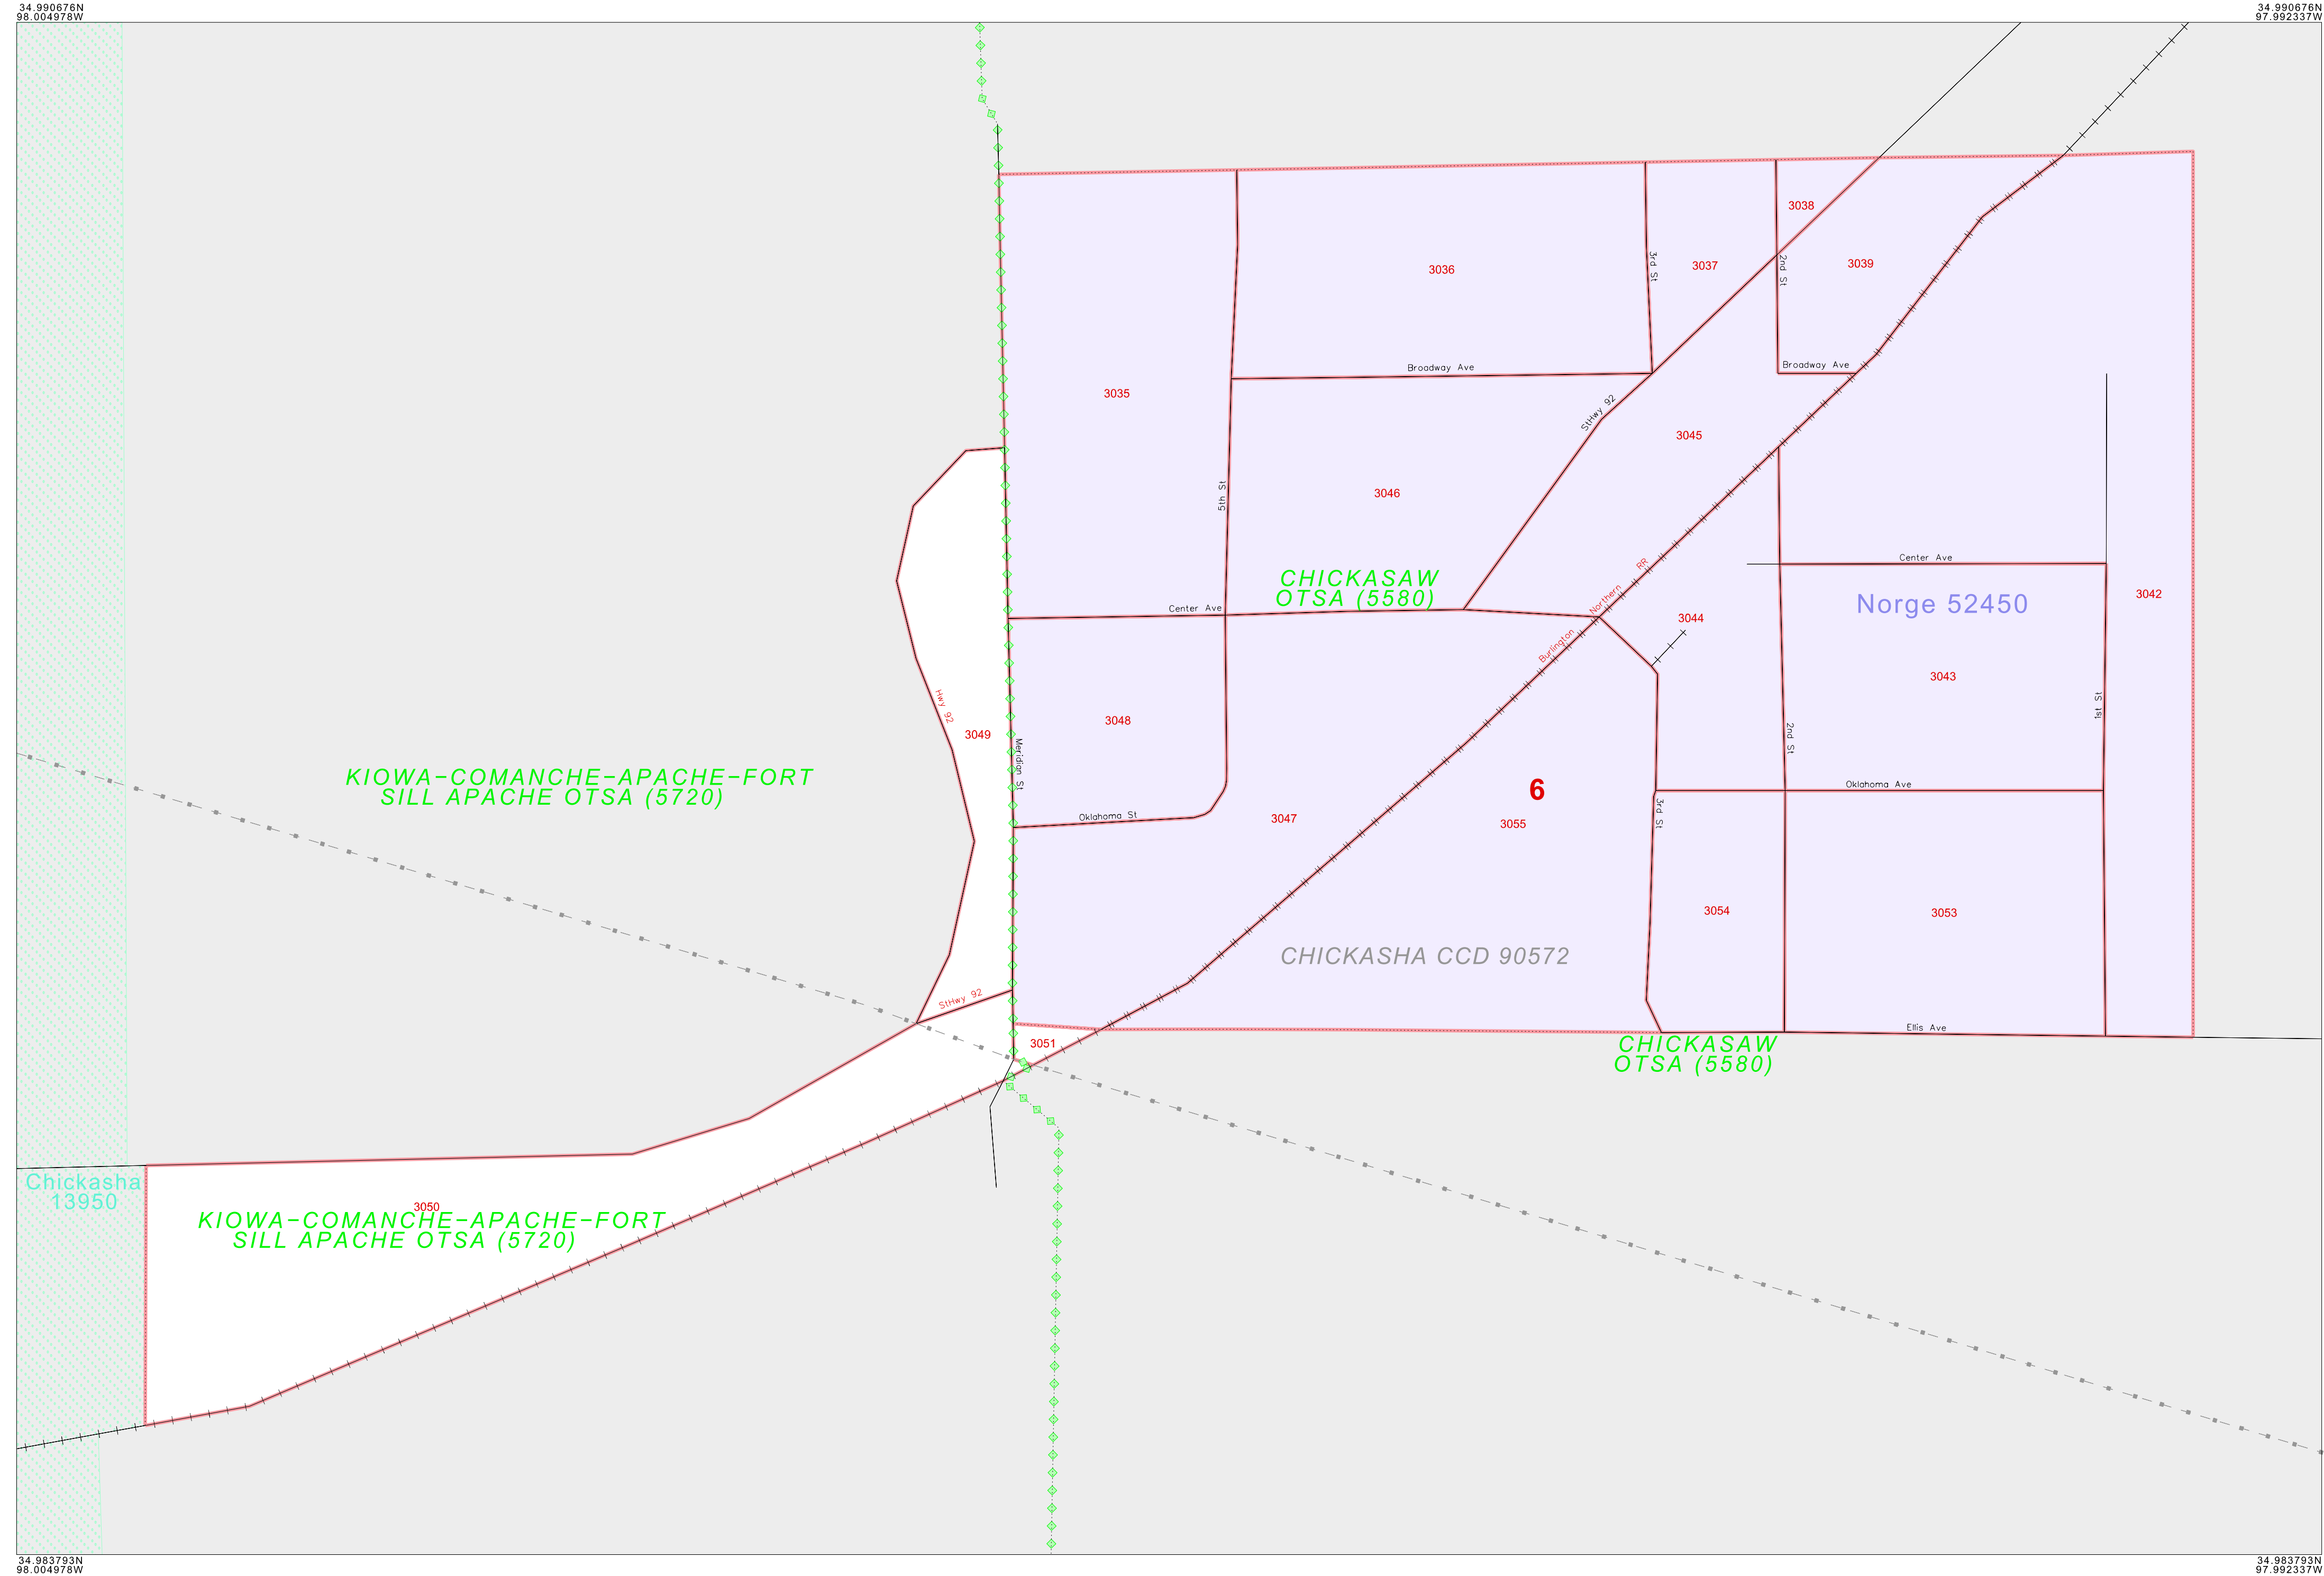 34.990676N
98.004978W
34.990676N
97.992337W
3038
3036
3rd St
3037
2nd St
3039
Broadway Ave
Broadway Ave
3035
StHwy 92
3045
5th St
3046
Center Ave
RR
CHICKASAW
OTSA (5580)
Northern
Center Ave
3042
Norge 52450
3044
Burlington
3043
Hwy 92
1st St
3048
3049
Meridian St
2nd St
KIOWA-COMANCHE-APACHE-FORT
SILL APACHE OTSA (5720)
6
Oklahoma Ave
Oklahoma St
3047
3055
3rd St
3054
3053
CHICKASHA CCD 90572
StHwy 92
Ellis Ave
3051
CHICKASAW
OTSA (5580)
Chickasha
13950
3050
KIOWA-COMANCHE-APACHE-FORT
SILL APACHE OTSA (5720)
34.983793N
98.004978W
34.983793N
97.992337W